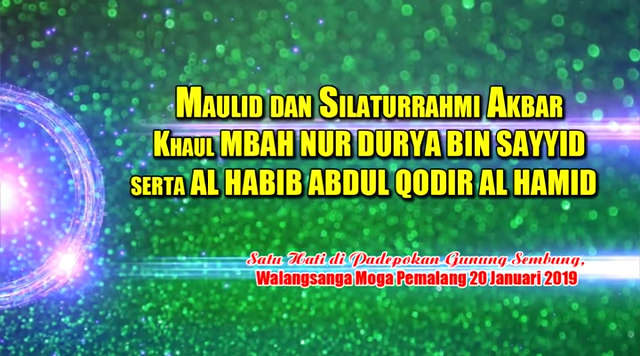 MAULID DAN SILATURRAHMI AKBAR
KHAUL MBAH NUR DURYA BIN SAYYID
SERTA AL HABIB ABDUL QODIR AL HAMID
Satu Hati di Padepokan Gunung Sembung,
Walangsanga Moga Pemalang 20 Januari 2019